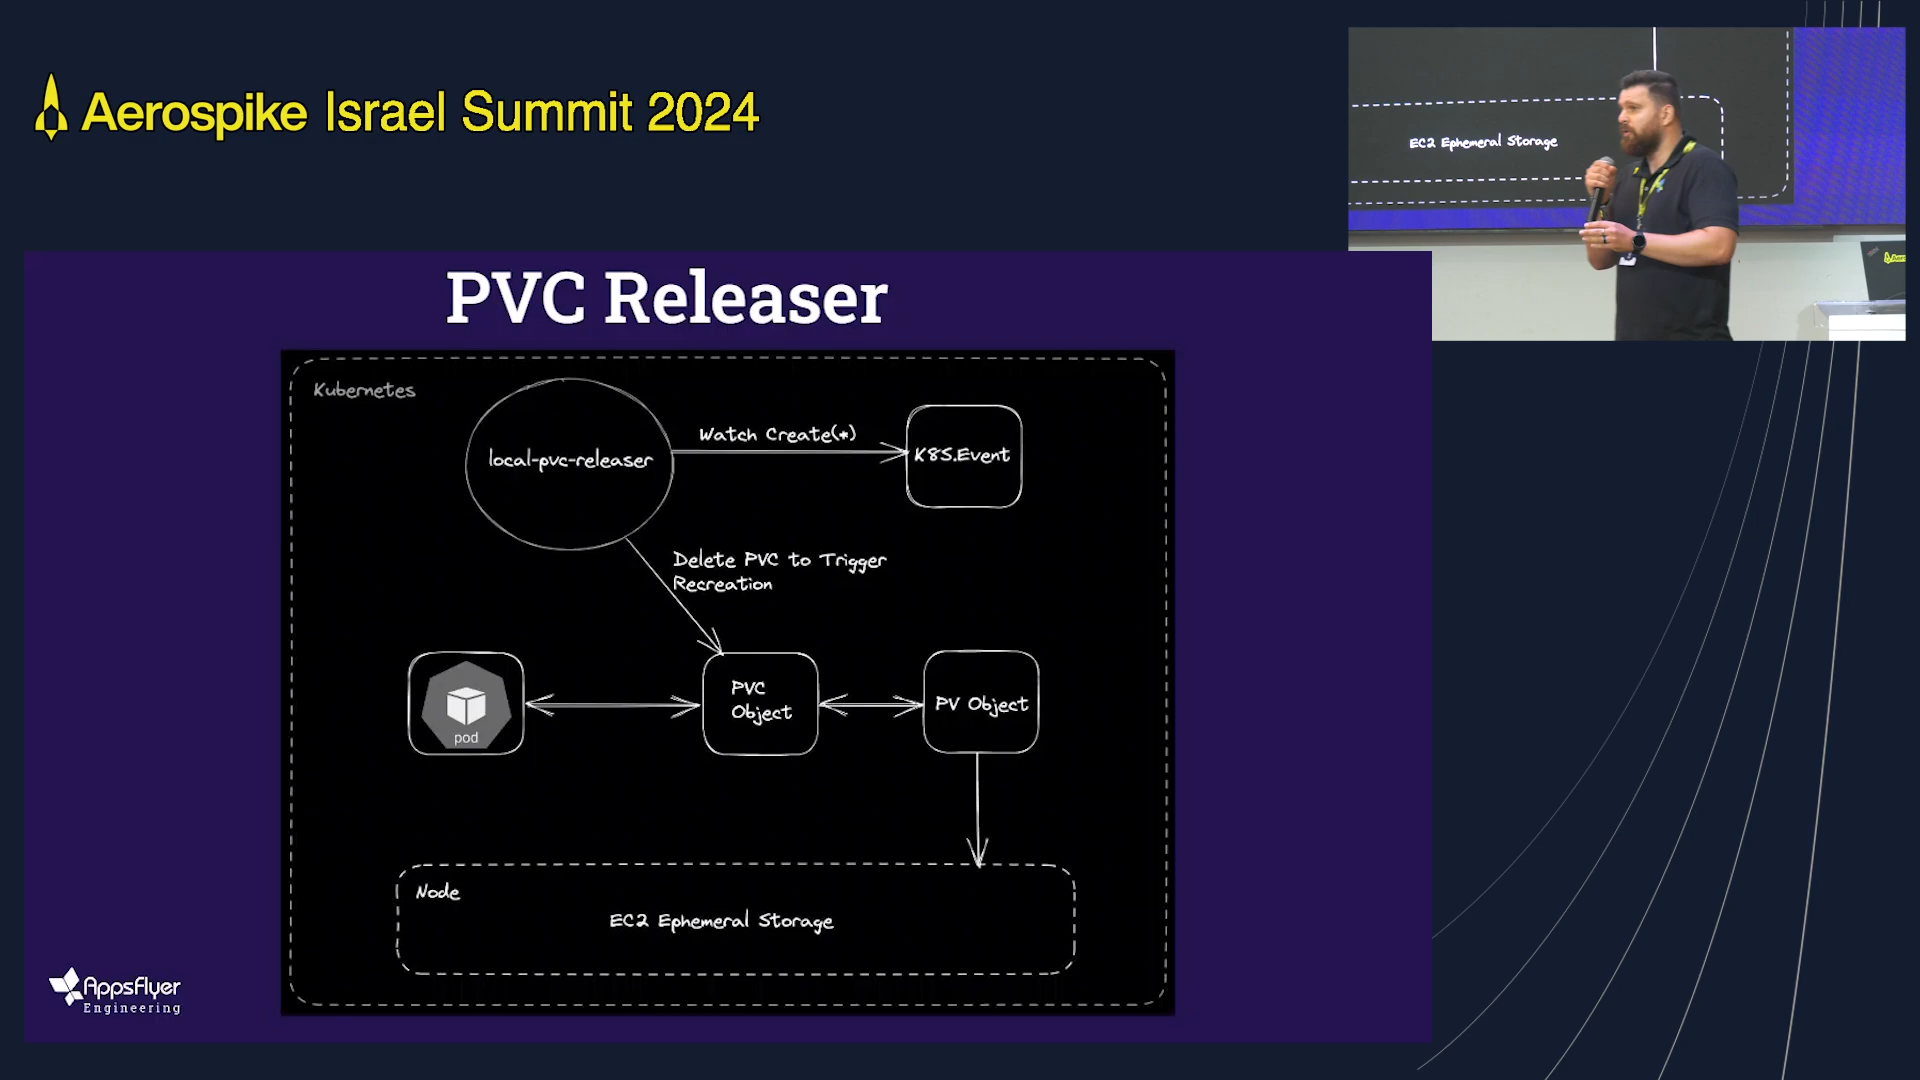 Aerospike Israel Summit 2024
EC2 Ephemeral Storage
PVC Releaser
Kubernetes
local-pvc-releaser
Watch Create(*)
K8S.Event
Delete PVC to Trigger
Recreation
pod
PVC
Object
PV Object
Node
EC2 Ephemeral Storage
AppsFlyer
Engineering